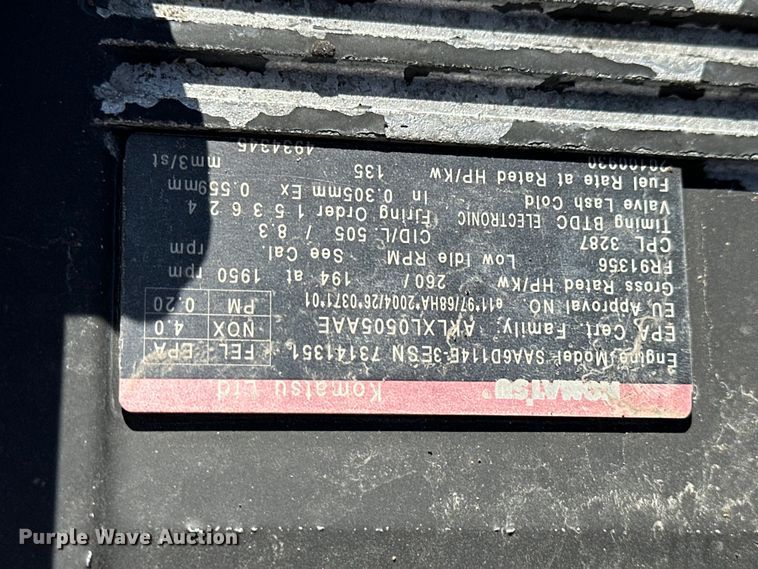 KOMATSU Komatsu Ltd
Engine Model SAA6D114E-3 ESN 73141351
EPA Cert. Family: AKLXL0505AAE
EU Approval NO. e11*97/68HA*2004/26*0371*01
FEL EPA
NOX 4.0
PM 0.20
Gross Rated HP/Kw 260 / 194 at 1950 rpm
FR91356 Low Idle RPM See Cal rpm
CPL 3287 CID/L. 505 / 8.3
Timing BTDC ELECTRONIC Firing Order 1 5 3 6 2 4
Valve Lash Cold In 0.305mm Ex 0.559mm
Fuel Rate at Rated HP/Kw 135 mm3/st
20100930 4934345
Purple Wave Auction